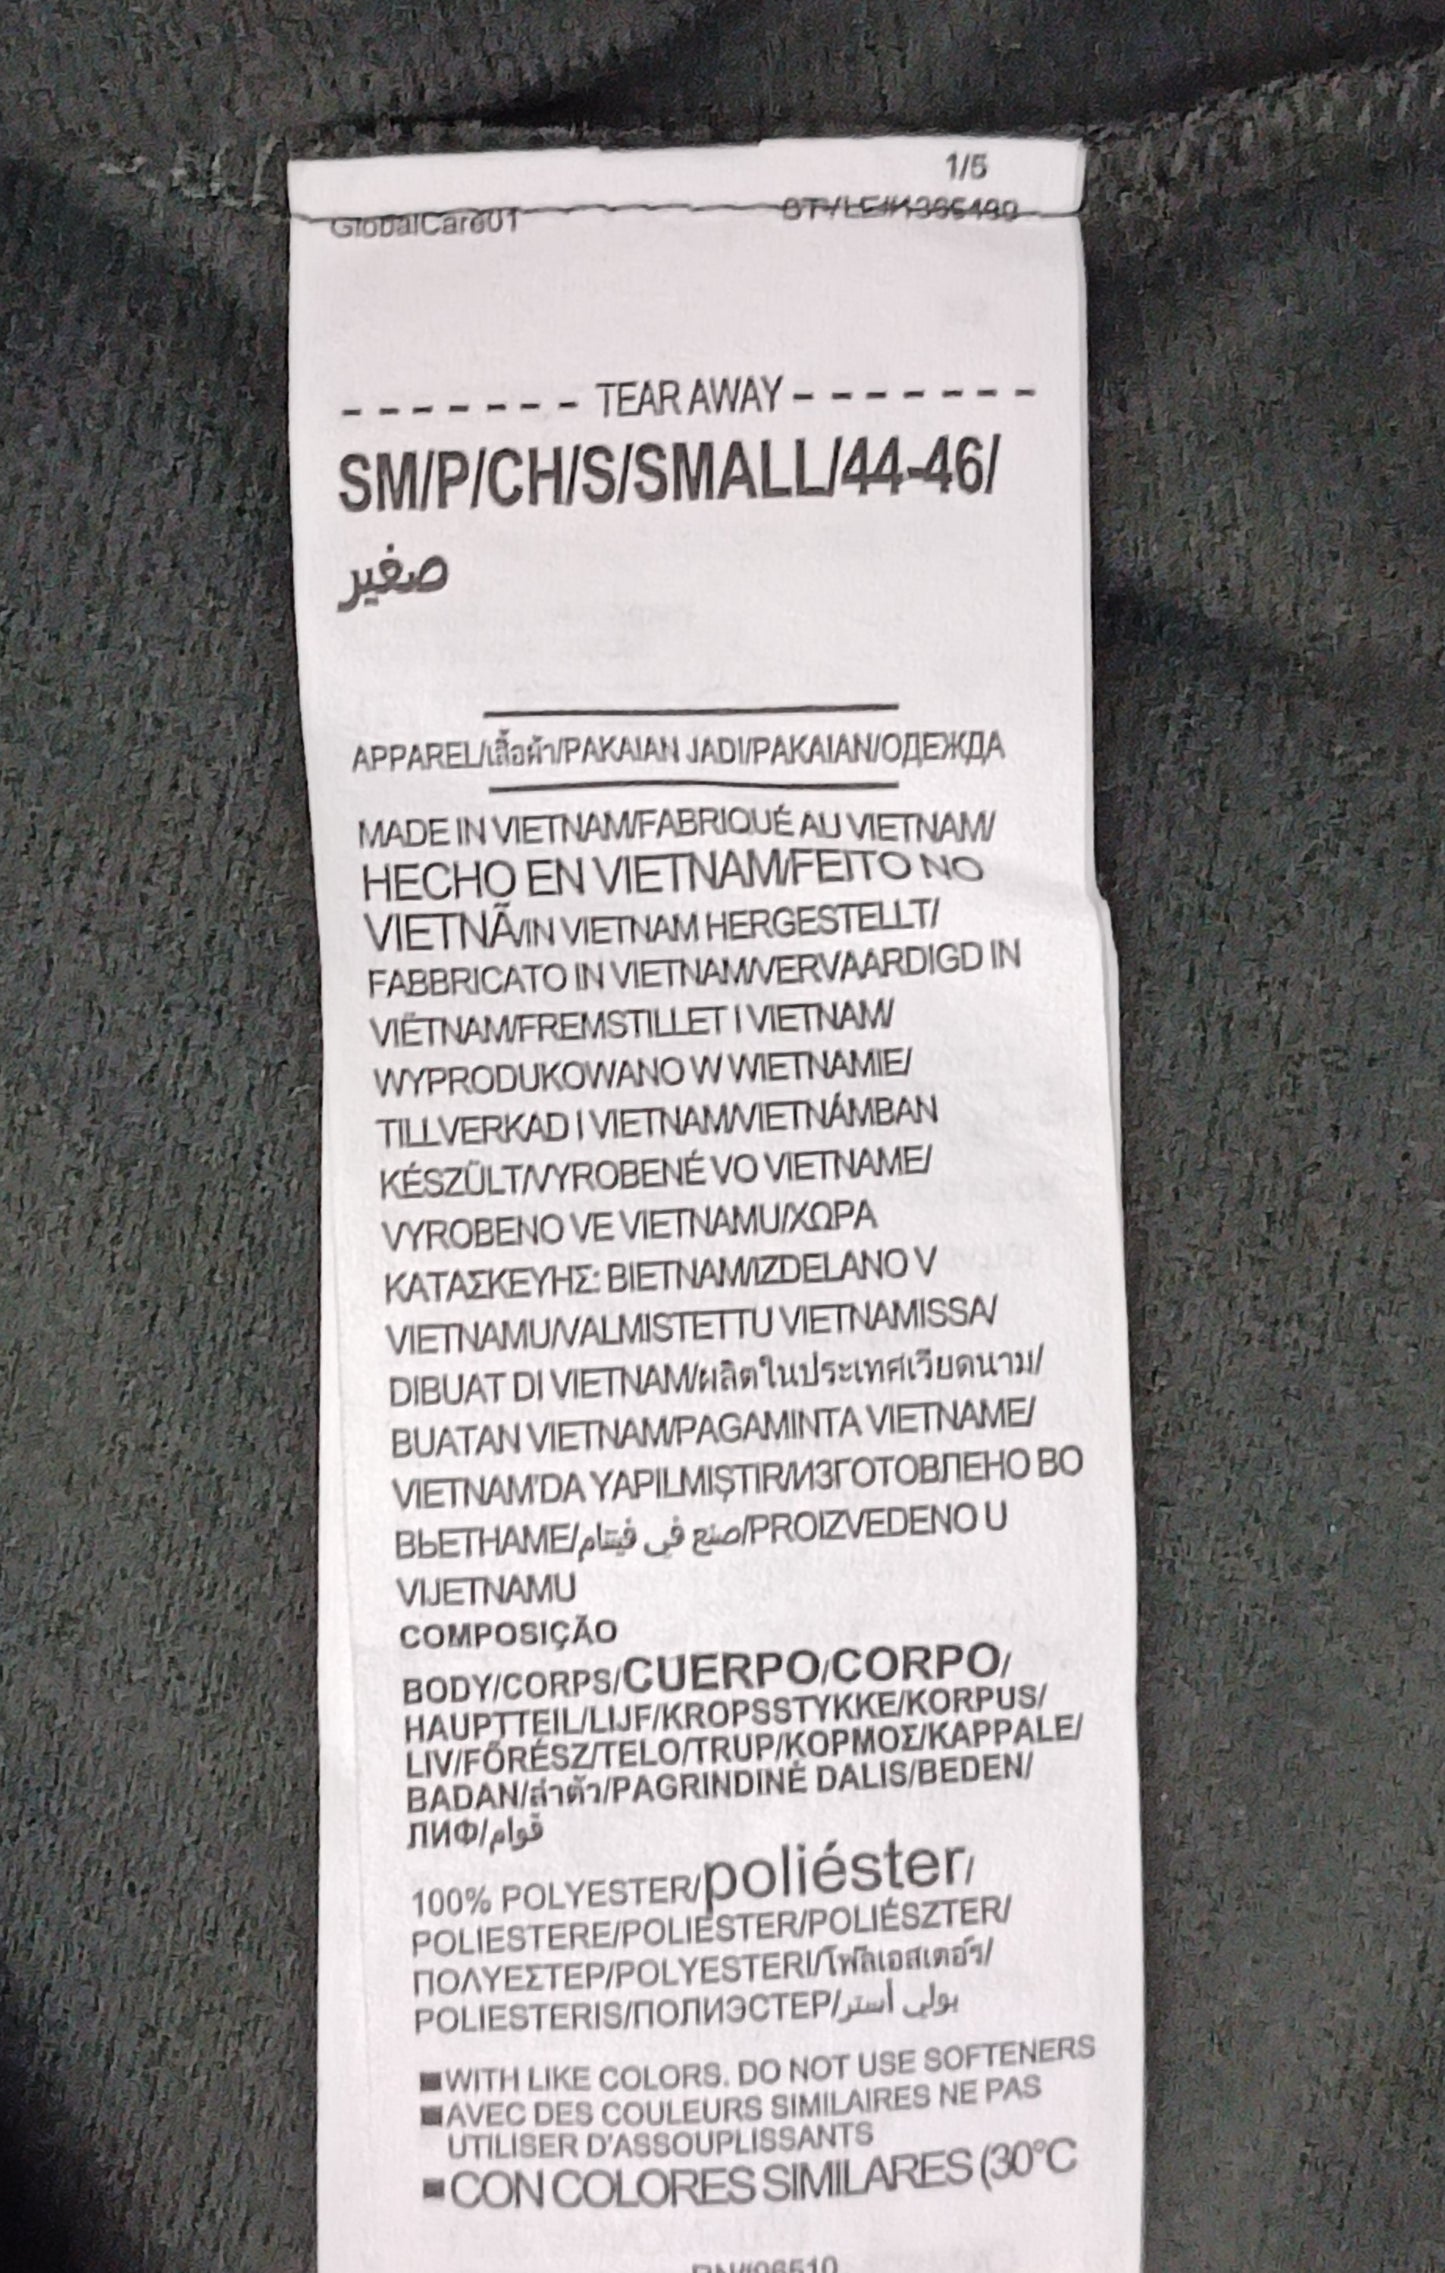 1/5
GlobalCare01
TEAR AWAY
SM/P/CH/S/SMALL/44-46/
صغير
APPAREL/เสื้อผ้า/PAKAIAN JADI/PAKAIAN/ОДЕЖДА
MADE IN VIETNAM/FABRIQUÉ AU VIETNAM/
HECHO EN VIETNAM/FEITO NO
VIETNÃ/IN VIETNAM HERGESTELLT/
FABBRICATO IN VIETNAM/VERVAARDIGD IN
VIËTNAM/FREMSTILLET I VIETNAM/
WYPRODUKOWANO W WIETNAMIE/
TILLVERKAD I VIETNAM/VIETNÁMBAN
KÉSZÜLT/VYROBENÉ VO VIETNAME/
VYROBENO VE VIETNAMU/ΧΩΡΑ
ΚΑΤΑΣΚΕΥΗΣ: ΒΙΕΤΝΑΜ/IZDELANO V
VIETNAMU/VALMISTETTU VIETNAMISSA/
DIBUAT DI VIETNAM/ผลิตในประเทศเวียดนาม/
BUATAN VIETNAM/PAGAMINTA VIETNAME/
VIETNAM'DA YAPILMIŞTIR/ИЗГОТОВЛЕНО ВО
ВЬЕТНАМЕ/صنع في فيتنام/PROIZVEDENO U
VIJETNAMU
COMPOSIÇÃO
BODY/CORPS/CUERPO/CORPO/
HAUPTTEIL/LIJF/KROPSSTYKKE/KORPUS/
LIV/FŐRÉSZ/TELO/TRUP/ΚΟΡΜΟΣ/KAPPALE/
BADAN/ลำตัว/PAGRINDINĖ DALIS/BEDEN/
ЛИФ/قوام
100% POLYESTER/poliéster/
POLIESTERE/POLIESTER/POLIÉSZTER/
ΠΟΛΥΕΣΤΕΡ/POLYESTERI/โพลีเอสเตอร์/
POLIESTERIS/ПОЛИЭСТЕР/بولي أستر
■WITH LIKE COLORS. DO NOT USE SOFTENERS
■AVEC DES COULEURS SIMILAIRES NE PAS
UTILISER D'ASSOUPLISSANTS
■CON COLORES SIMILARES (30°C